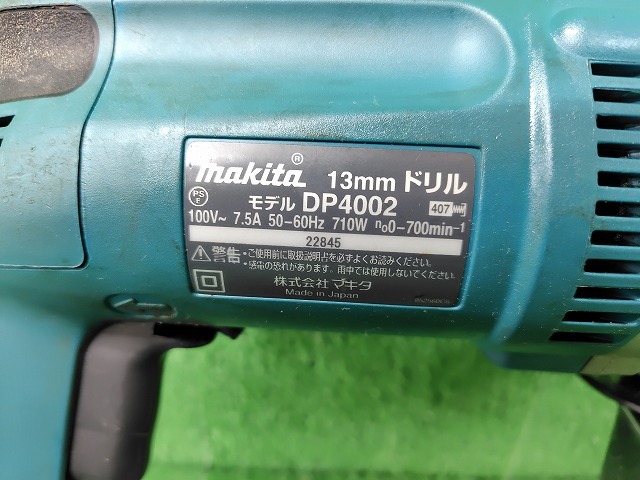 makita® 13mm ドリル
モデル DP4002 407
PS E
100V~ 7.5A 50-60Hz 710W n₀0-700min⁻¹
22845
警告 ・ご使用前に取扱説明書を必ずよくお読みください。
・感電の恐れがあります。雨中では使用しないでください。
株式会社 マキタ
Made in Japan